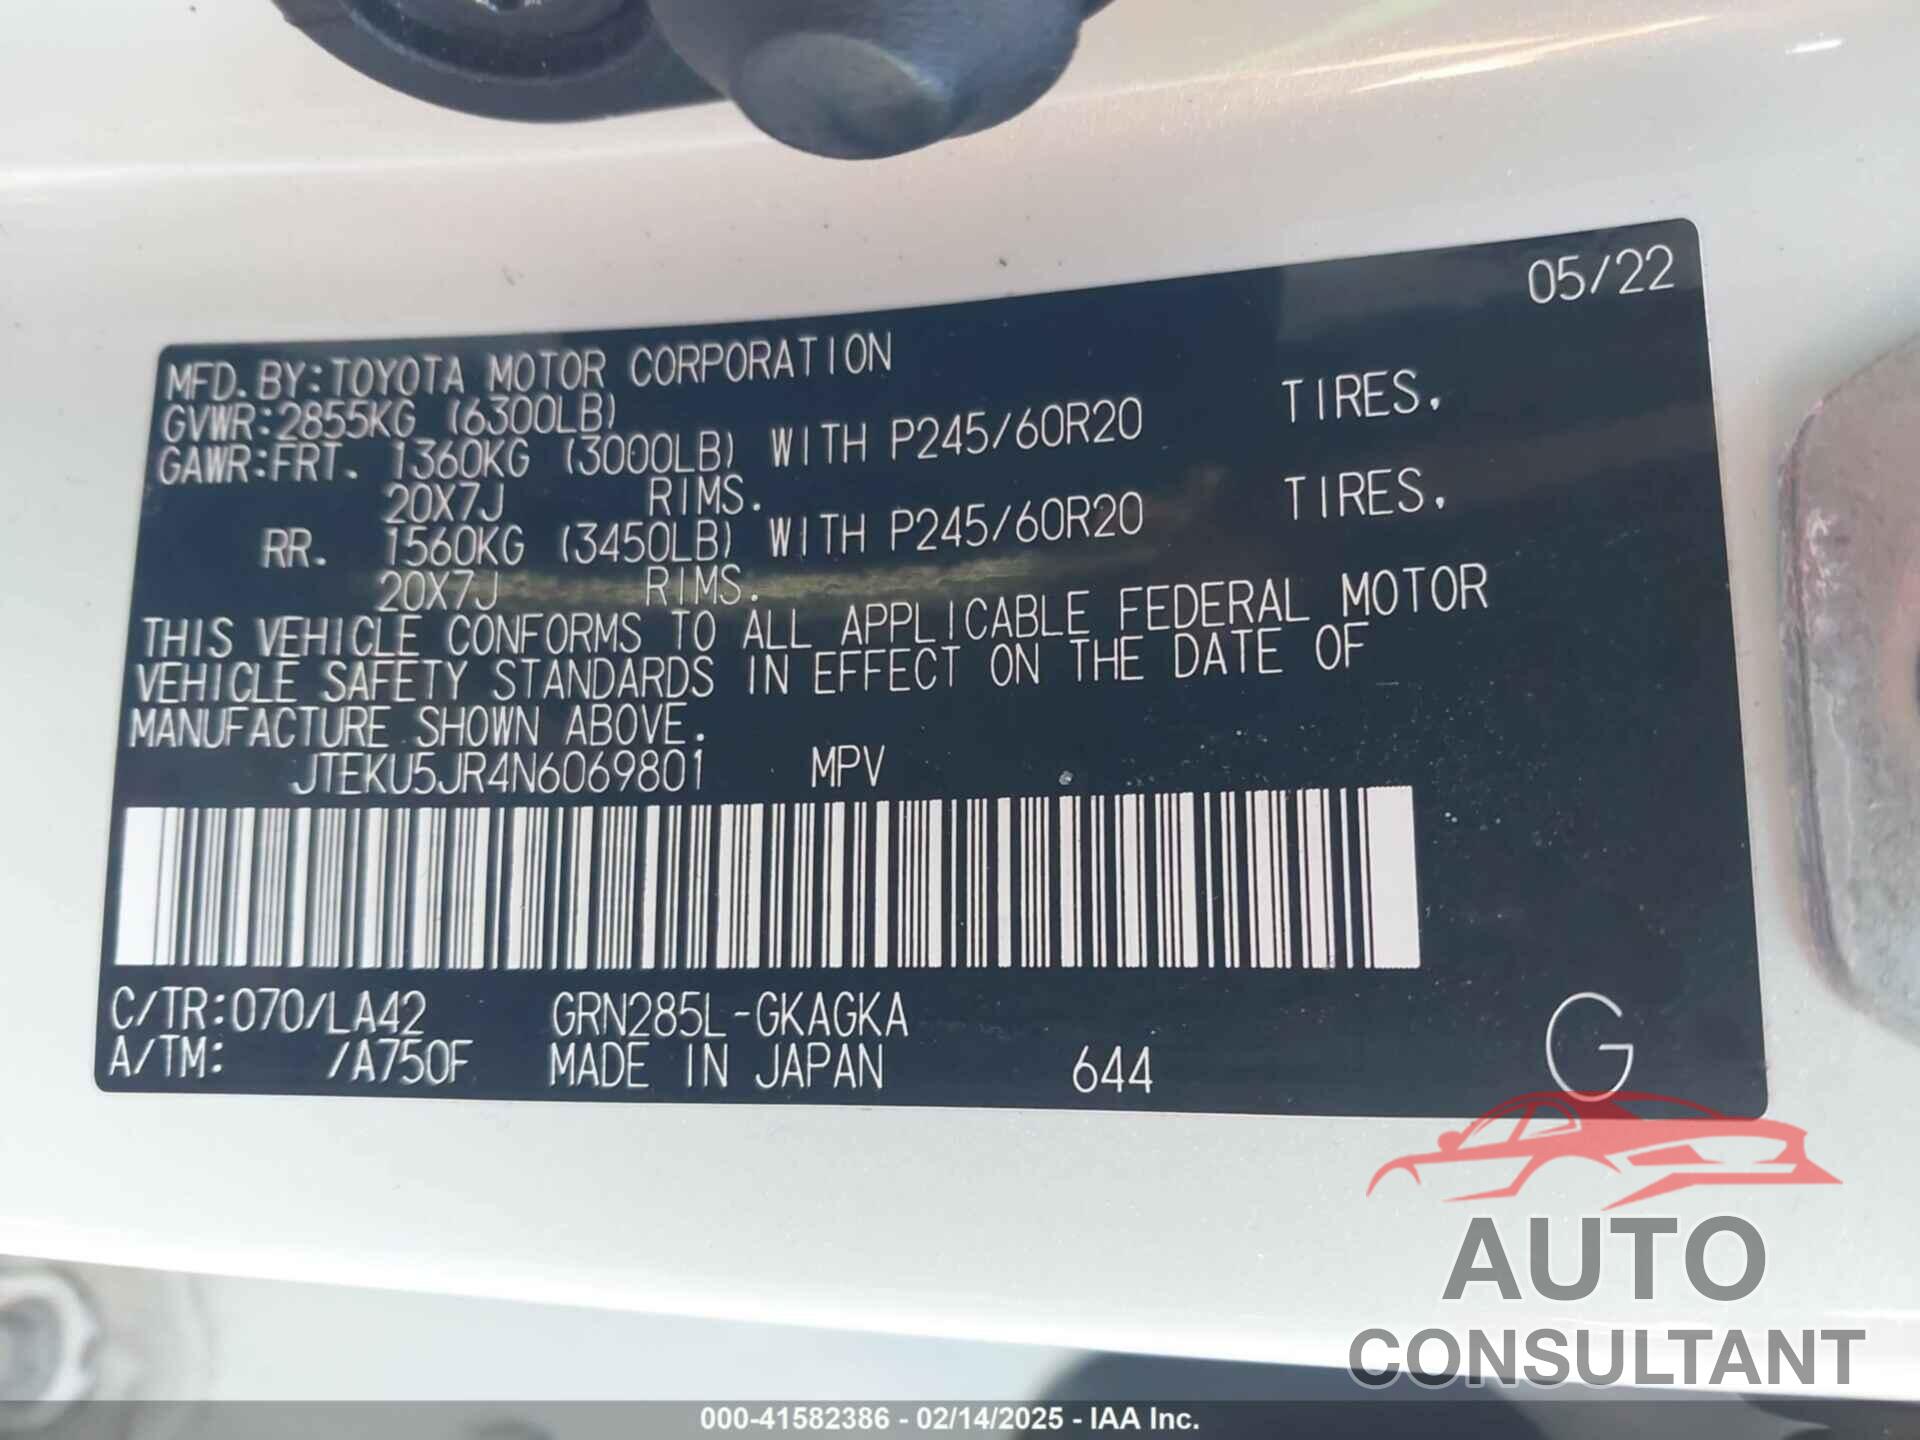 05/22
MFD. BY: TOYOTA MOTOR CORPORATION
GVWR: 2855KG (6300LB)
GAWR: FRT. 1360KG (3000LB) WITH P245/60R20 TIRES,
20X7J RIMS.
RR. 1560KG (3450LB) WITH P245/60R20 TIRES,
20X7J RIMS.
THIS VEHICLE CONFORMS TO ALL APPLICABLE FEDERAL MOTOR
VEHICLE SAFETY STANDARDS IN EFFECT ON THE DATE OF
MANUFACTURE SHOWN ABOVE.
JTEKU5JR4N6069801 MPV
C/TR: 070/LA42 GRN285L-GKAGKA
A/TM: /A750F MADE IN JAPAN 644 G
AUTO
CONSULTANT
000-41582386 - 02/14/2025 - IAA Inc.